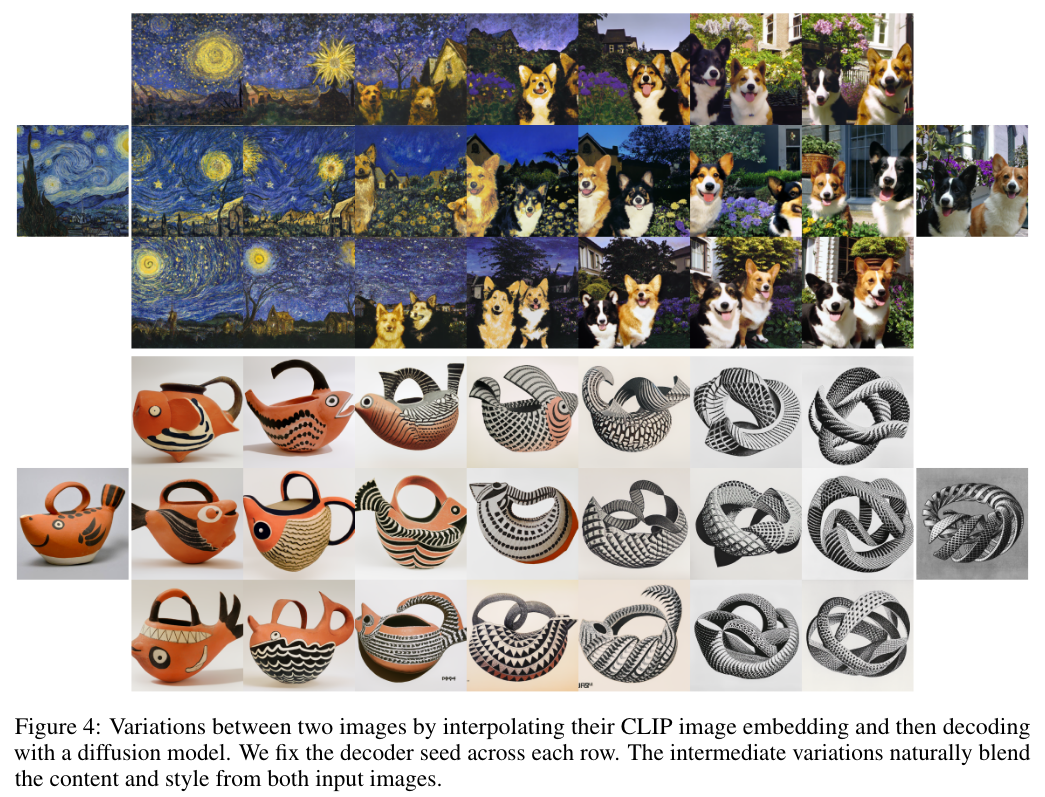 Figure 4: Variations between two images by interpolating their CLIP image embedding and then decoding
with a diffusion model. We fix the decoder seed across each row. The intermediate variations naturally blend
the content and style from both input images.